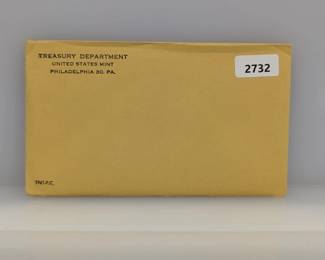 TREASURY DEPARTMENT
UNITED STATES MINT
PHILADELPHIA 30, PA.
2732